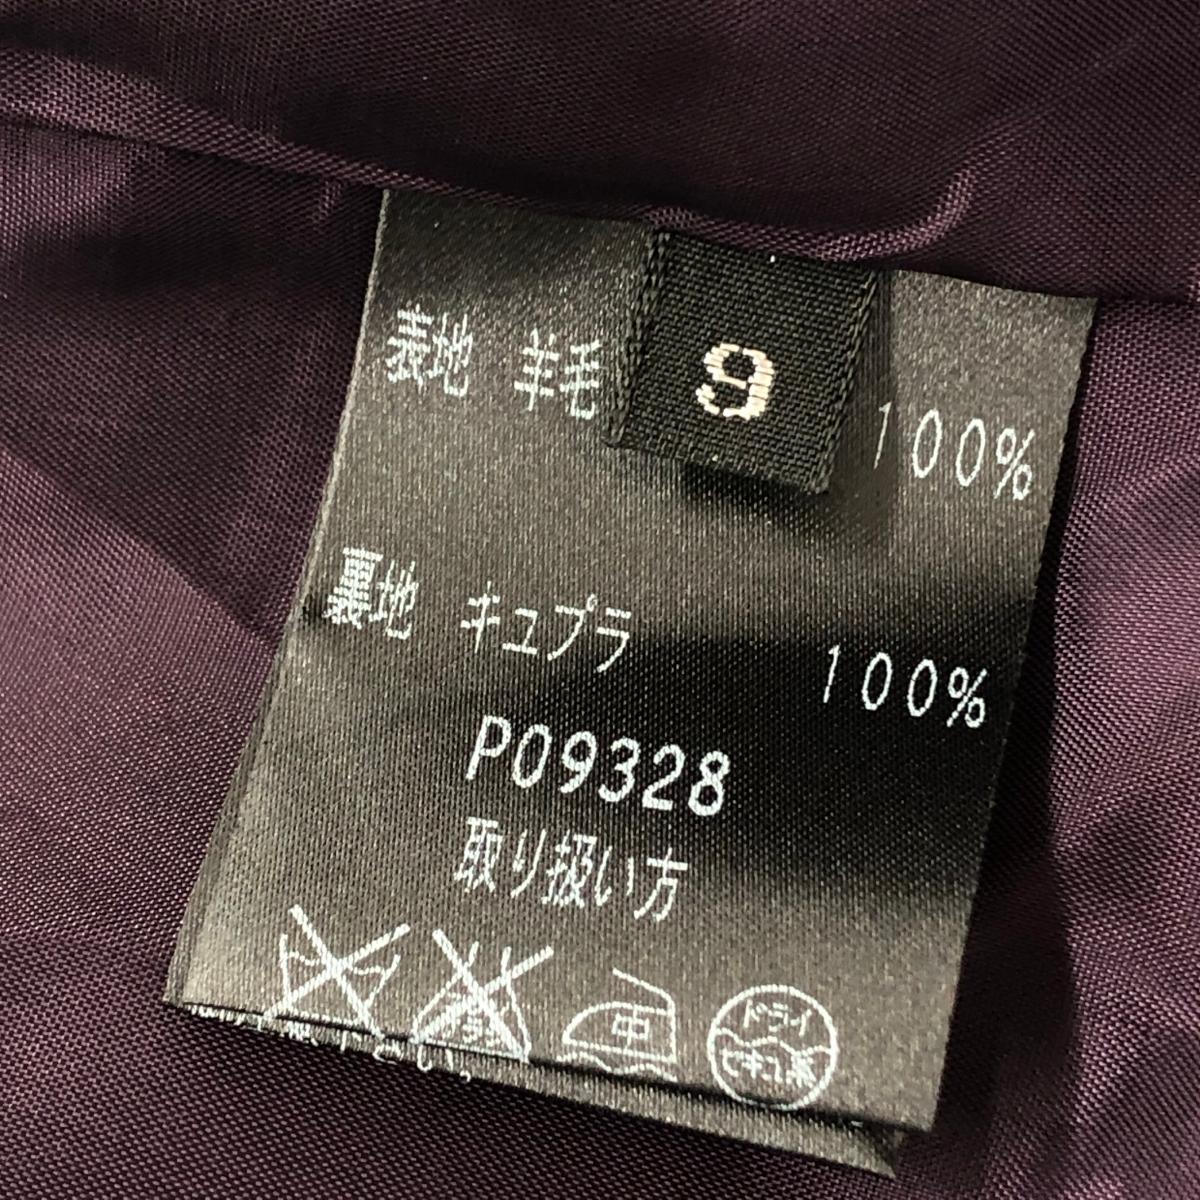 9
表地 羊毛 100%
裏地 キュプラ 100%
P09328
取り扱い方
中 ドライ
セキユ系